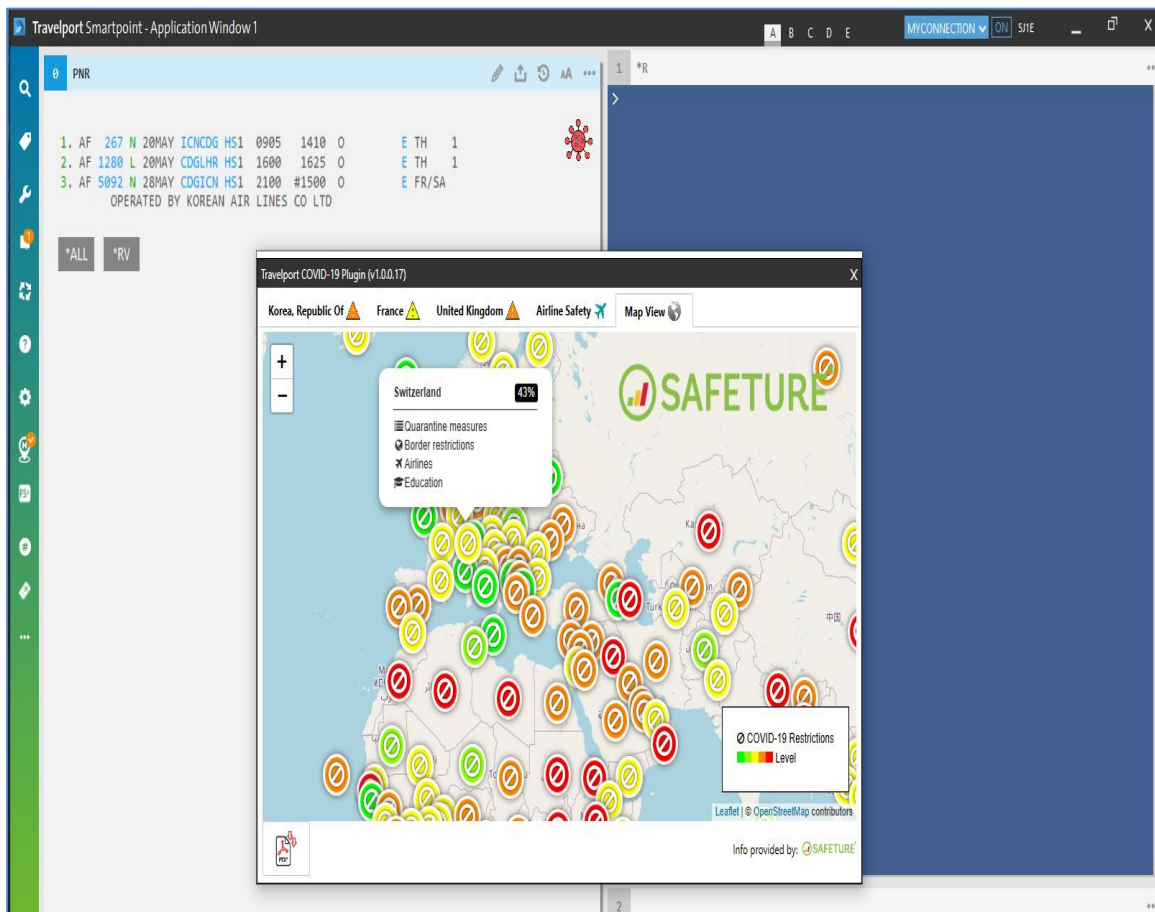 Travelport Smartpoint - Application Window 1
A B C D E
MYCONNECTION ON 5J1E
X
0 PNR
AA
1 *R
1. AF 267 N 20MAY ICNCDG HS1 0905 1410 O E TH 1
2. AF 1280 L 20MAY CDGLHR HS1 1600 1625 O E TH 1
3. AF 5092 N 28MAY CDGICN HS1 2100 #1500 O E FR/SA
OPERATED BY KOREAN AIR LINES CO LTD
*ALL *RV
1
Travelport COVID-19 Plugin (v1.0.0.17)
X
Korea, Republic Of
France
United Kingdom
Airline Safety
Map View
+
−
SAFETURE
Switzerland 43%
Quarantine measures
Border restrictions
Airlines
Education
中国
COVID-19 Restrictions
Level
Leaflet | © OpenStreetMap contributors
PDF
Info provided by: SAFETURE
2